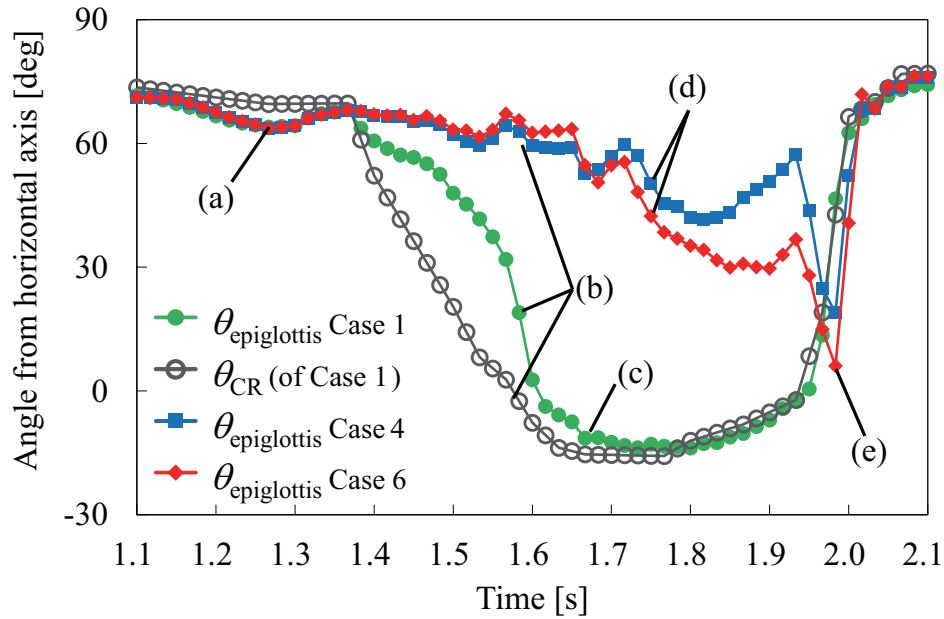 Angle from horizontal axis [deg]
90
60
30
0
-30
(a)
(b)
(c)
(d)
(e)
θepiglottis Case 1
θCR (of Case 1)
θepiglottis Case 4
θepiglottis Case 6
1.1 1.2 1.3 1.4 1.5 1.6 1.7 1.8 1.9 2.0 2.1
Time [s]